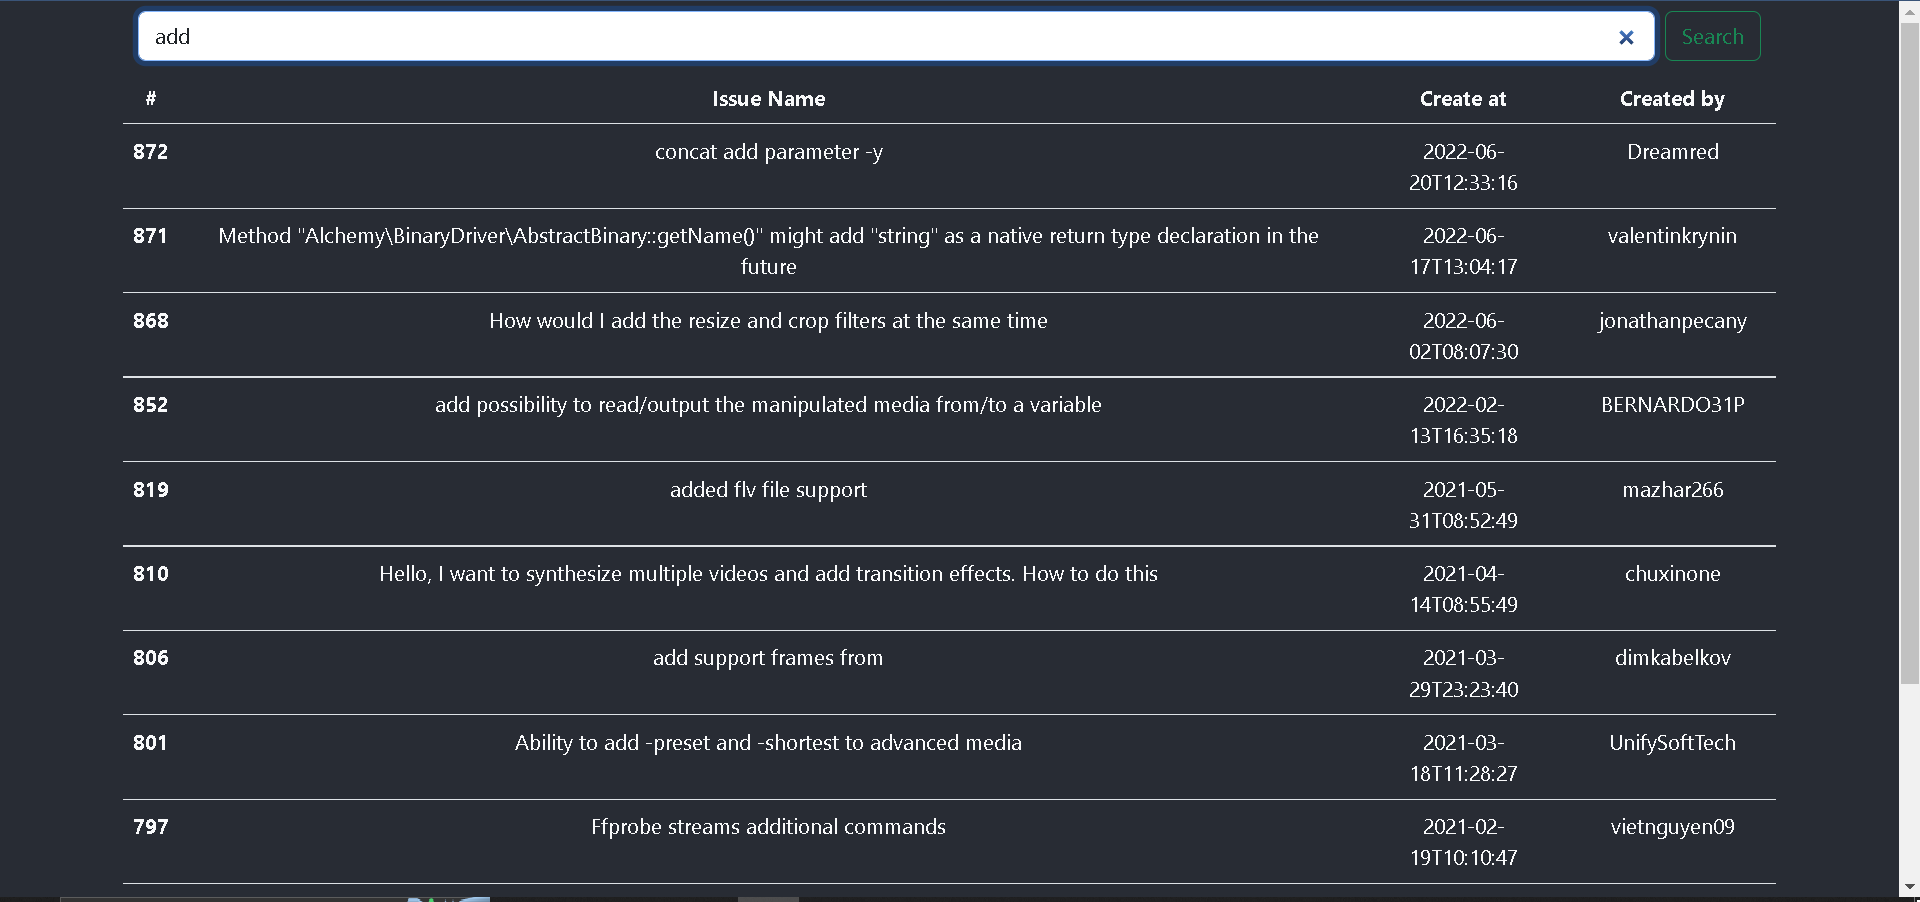 add
Search
# Issue Name Create at Created by
872 concat add parameter -y 2022-06- Dreamred
20T12:33:16
871 Method "Alchemy\BinaryDriver\AbstractBinary::getName()" might add "string" as a native return type declaration in the 2022-06- valentinkrynin
future 17T13:04:17
868 How would I add the resize and crop filters at the same time 2022-06- jonathanpecany
02T08:07:30
852 add possibility to read/output the manipulated media from/to a variable 2022-02- BERNARDO31P
13T16:35:18
819 added flv file support 2021-05- mazhar266
31T08:52:49
810 Hello, I want to synthesize multiple videos and add transition effects. How to do this 2021-04- chuxinone
14T08:55:49
806 add support frames from 2021-03- dimkabelkov
29T23:23:40
801 Ability to add -preset and -shortest to advanced media 2021-03- UnifySoftTech
18T11:28:27
797 Ffprobe streams additional commands 2021-02- vietnguyen09
19T10:10:47